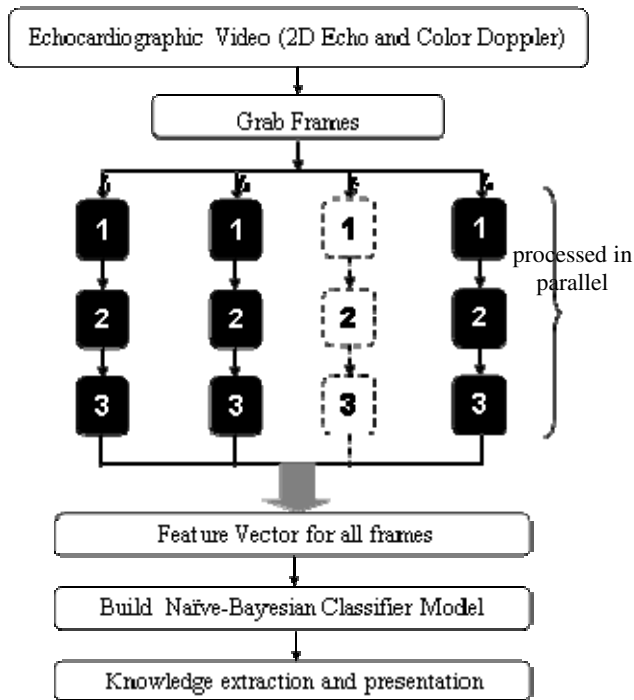 Echocardiographic Video (2D Echo and Color Doppler)
Grab Frames
1 1 1 1
processed in
parallel
2 2 2 2
3 3 3 3
Feature Vector for all frames
Build Naïve-Bayesian Classifier Model
Knowledge extraction and presentation